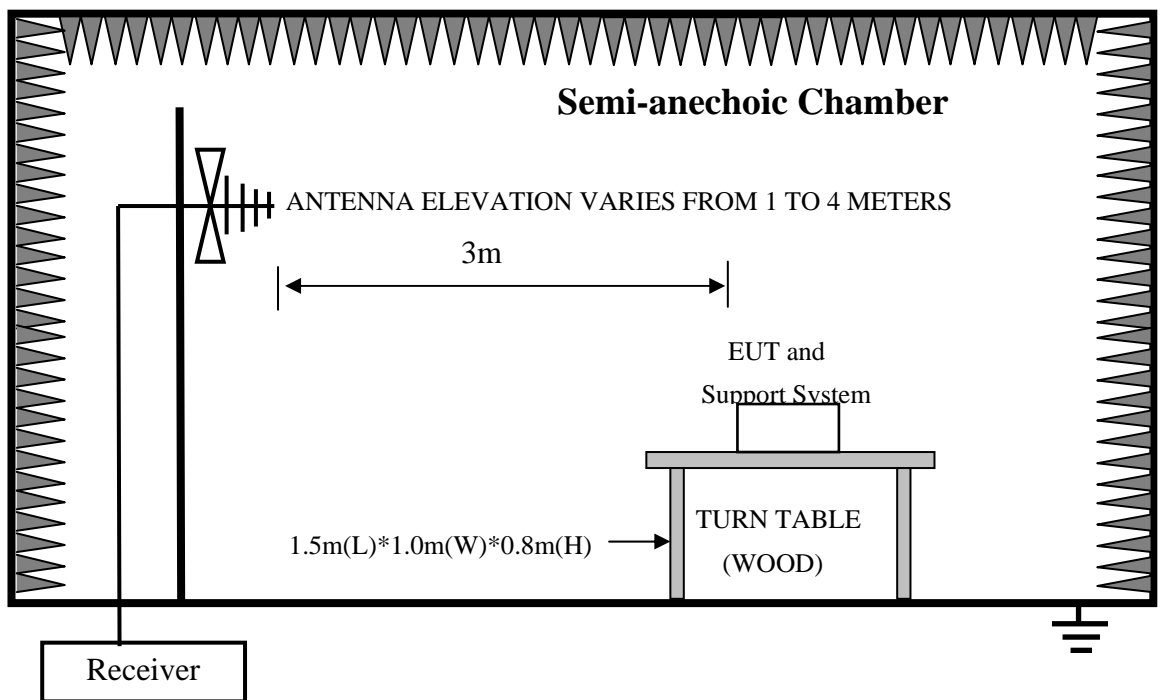 Semi-anechoic Chamber
ANTENNA ELEVATION VARIES FROM 1 TO 4 METERS
3m
EUT and
Support System
TURN TABLE
1.5m(L)*1.0m(W)*0.8m(H)
(WOOD)
Receiver